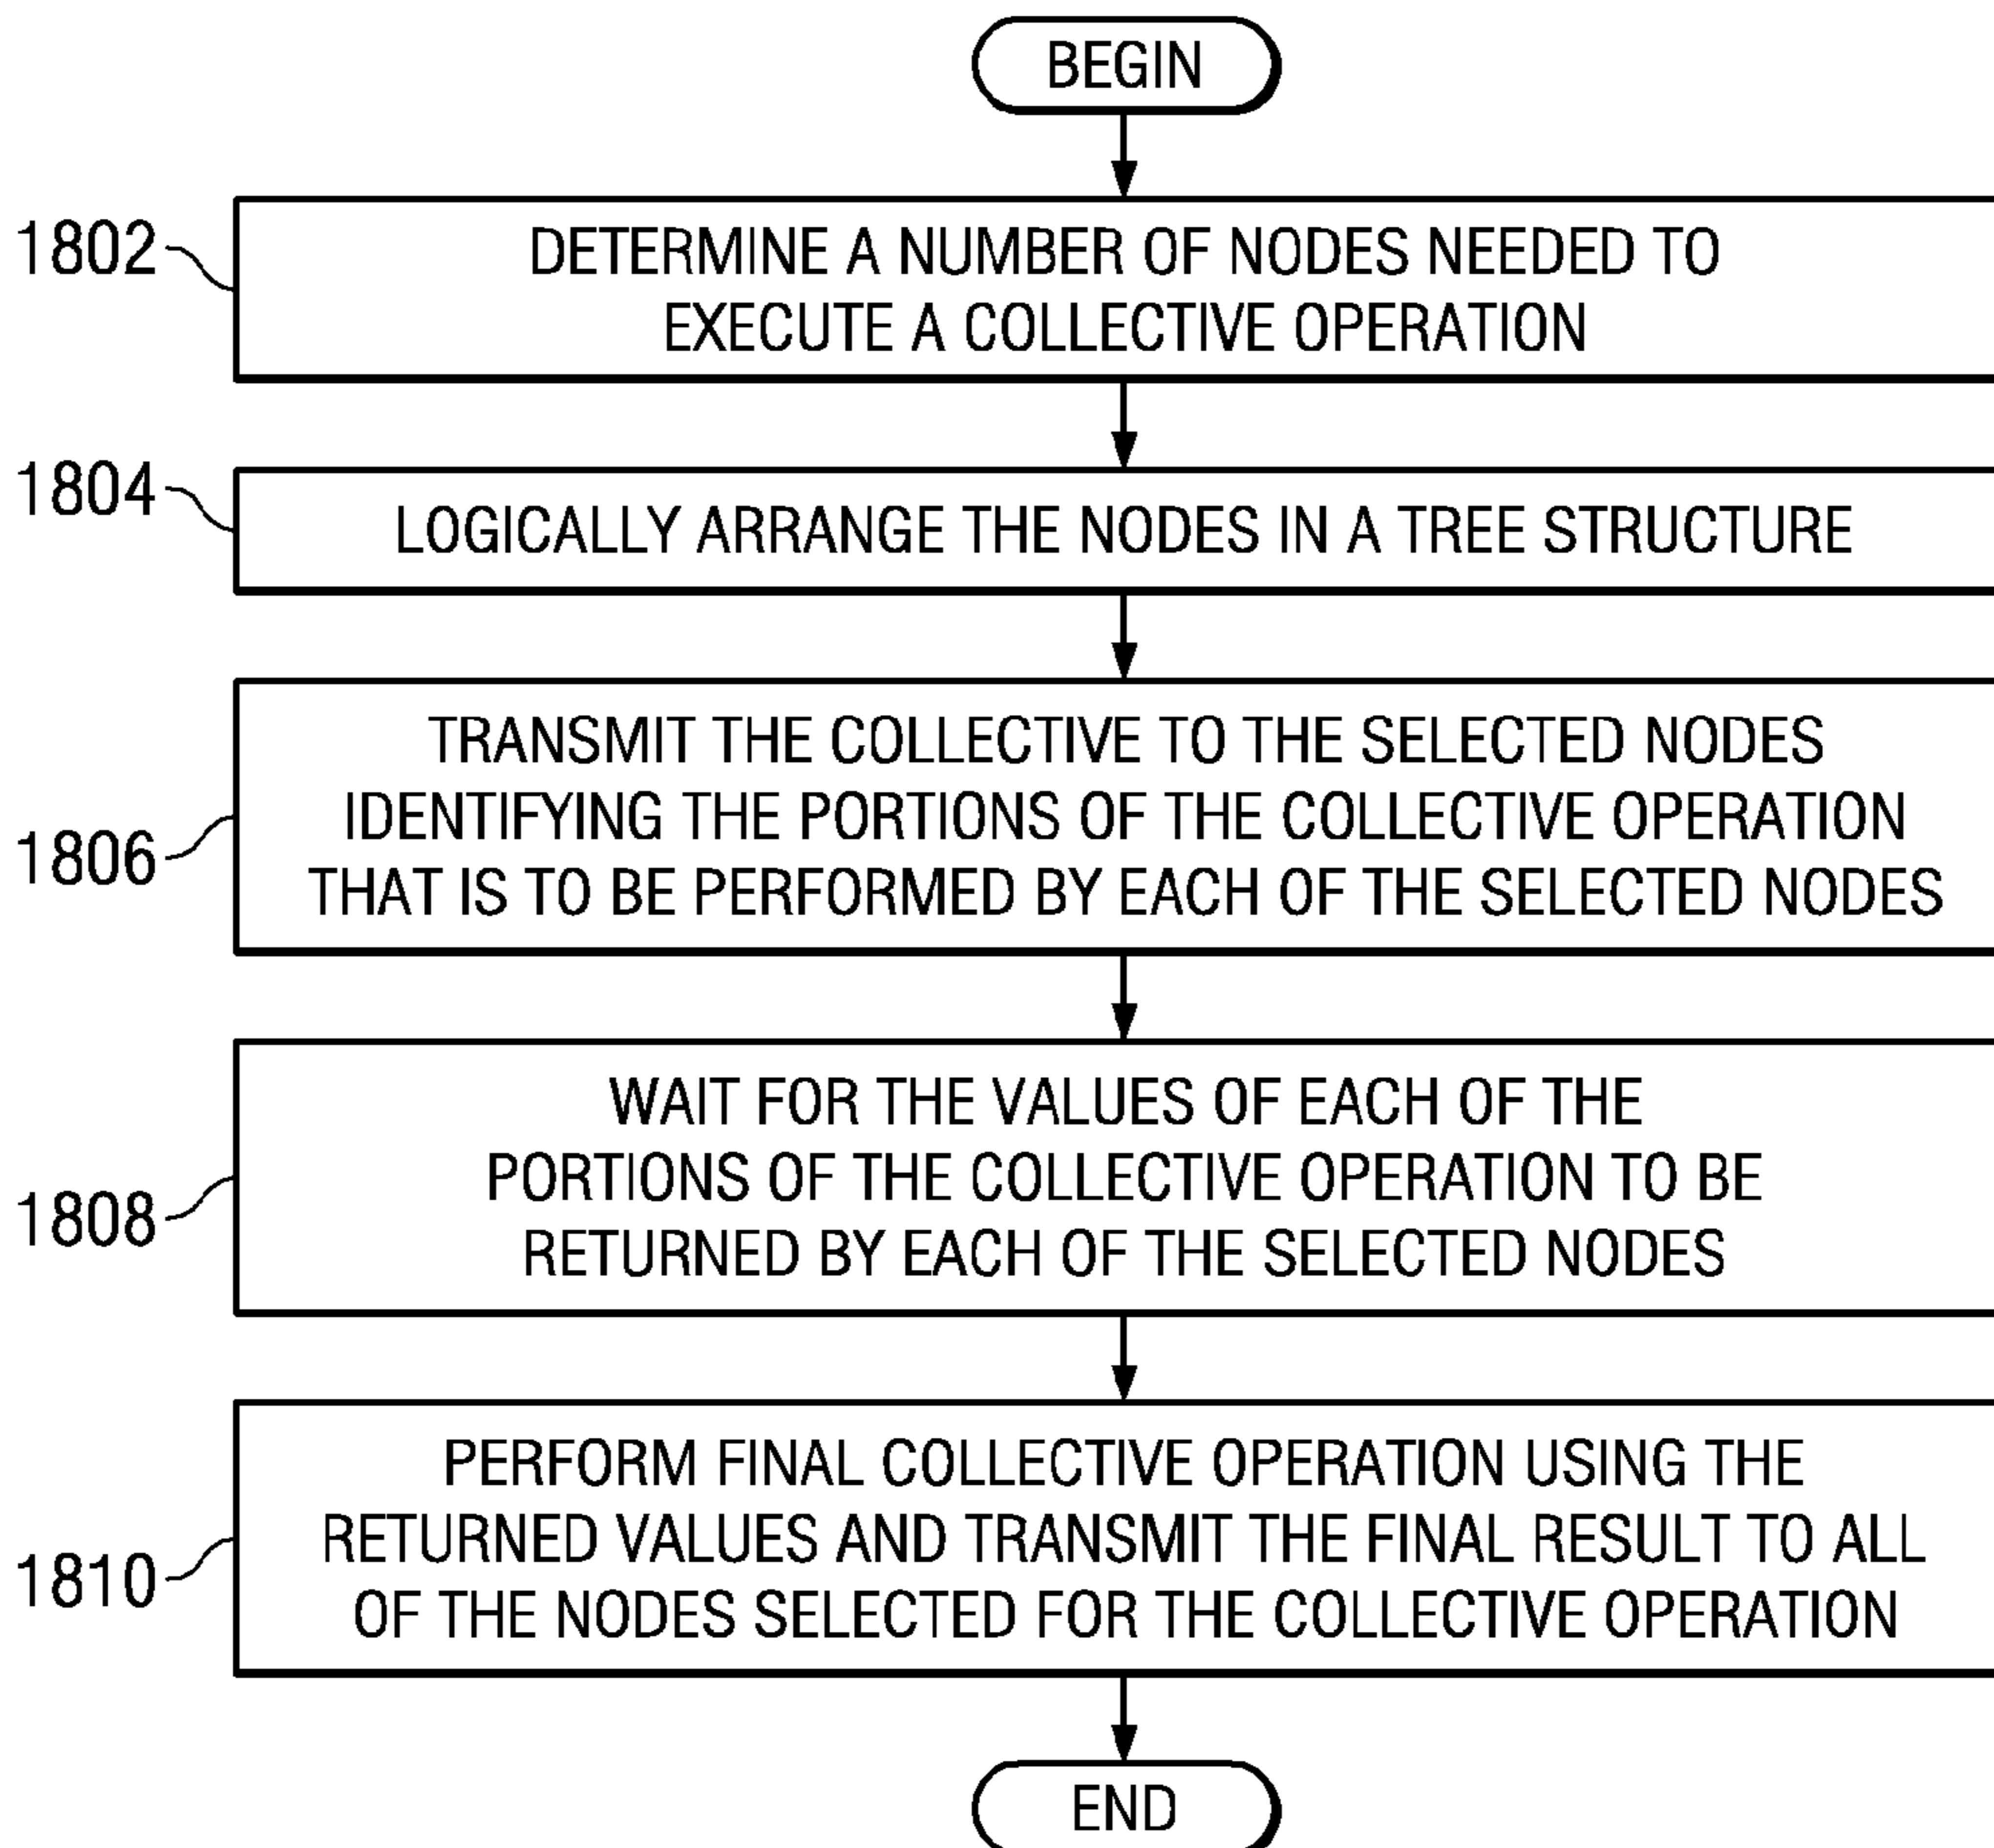 BEGIN
1802
DETERMINE A NUMBER OF NODES NEEDED TO
EXECUTE A COLLECTIVE OPERATION
1804
LOGICALLY ARRANGE THE NODES IN A TREE STRUCTURE
TRANSMIT THE COLLECTIVE TO THE SELECTED NODES
IDENTIFYING THE PORTIONS OF THE COLLECTIVE OPERATION
1806
THAT IS TO BE PERFORMED BY EACH OF THE SELECTED NODES
WAIT FOR THE VALUES OF EACH OF THE
PORTIONS OF THE COLLECTIVE OPERATION TO BE
1808
RETURNED BY EACH OF THE SELECTED NODES
PERFORM FINAL COLLECTIVE OPERATION USING THE
RETURNED VALUES AND TRANSMIT THE FINAL RESULT TO ALL
1810
OF THE NODES SELECTED FOR THE COLLECTIVE OPERATION
END